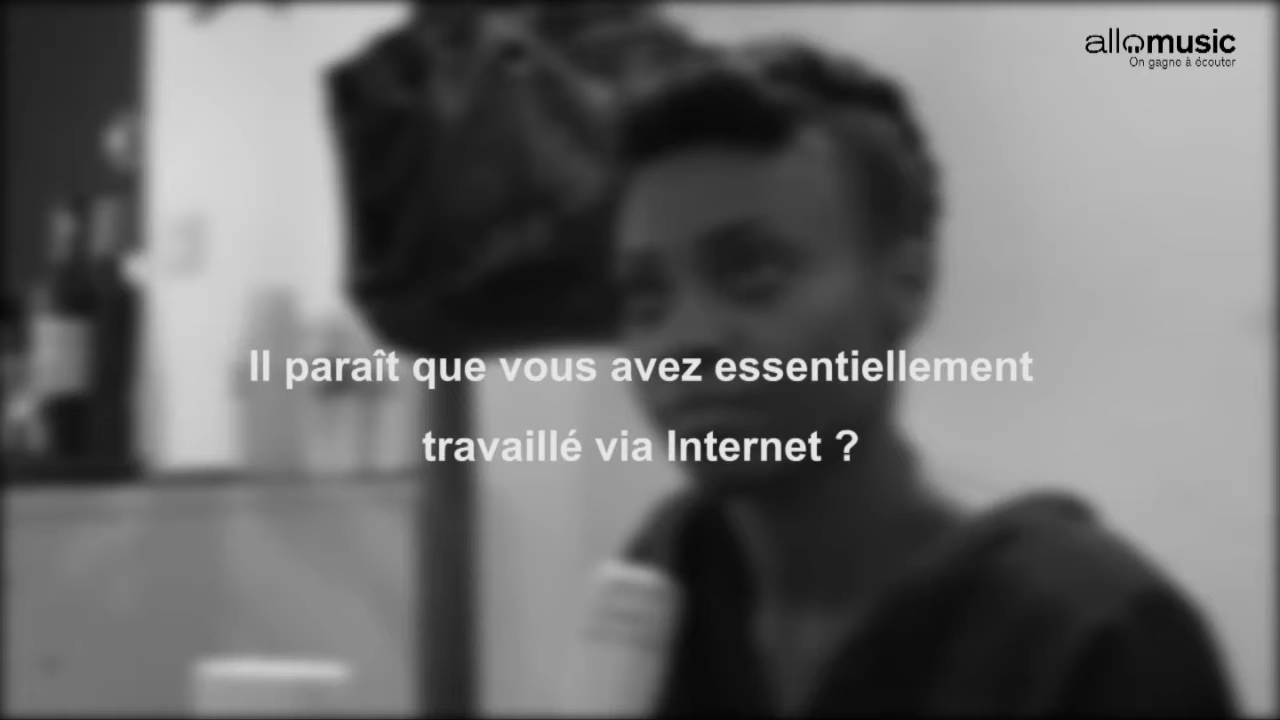 allomusic
On gagne à écouter
Il paraît que vous avez essentiellement
travaillé via Internet ?